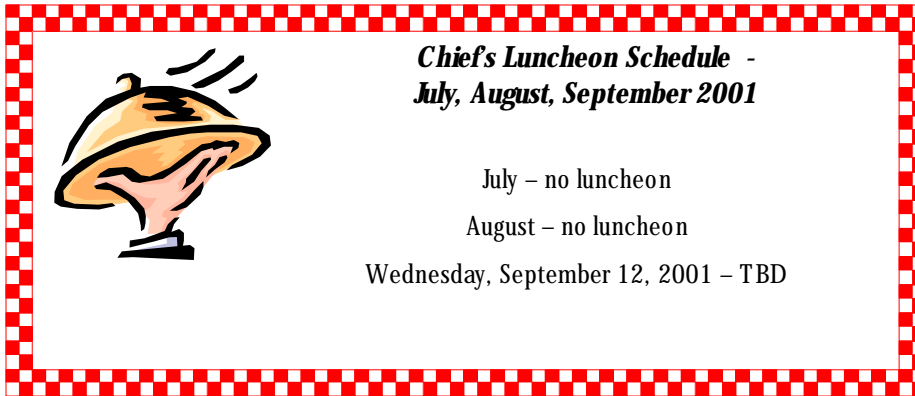 Chief's Luncheon Schedule -
July, August, September 2001
July – no luncheon
August – no luncheon
Wednesday, September 12, 2001 – TBD